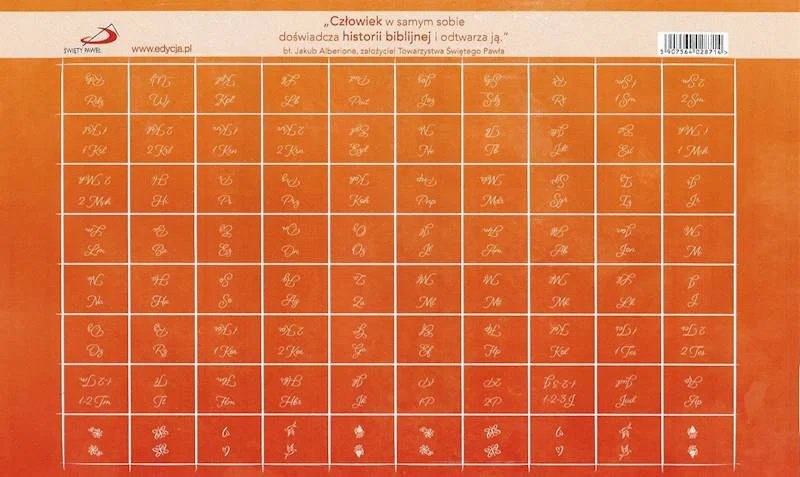 „Człowiek w samym sobie
doświadcza historii biblijnej i odtwarza ją.”
bł. Jakub Alberione, założyciel Towarzystwa Świętego Pawła
ŚWIĘTY PAWEŁ
www.edycja.pl
5 907564 028714 >
Rdz Wj Kpł Lb Pwt Joz Sdz Rt 1 Sm 2 Sm
1 Krl 2 Krl 1 Krn 2 Krn Ezd Ne Tb Jdt Est 1 Mch
2 Mch Hi Ps Prz Koh Pnp Mdr Syr Iz Jr
Lm Ba Ez Dn Oz Jl Am Ab Jon Mi
Na Ha So Ag Za Ml Mt Mk Łk J
Dz Rz 1 Kor 2 Kor Ga Ef Flp Kol 1 Tes 2 Tes
1-2 Tm Tt Flm Hbr Jk 1P 2P 1-2-3 J Jud Ap